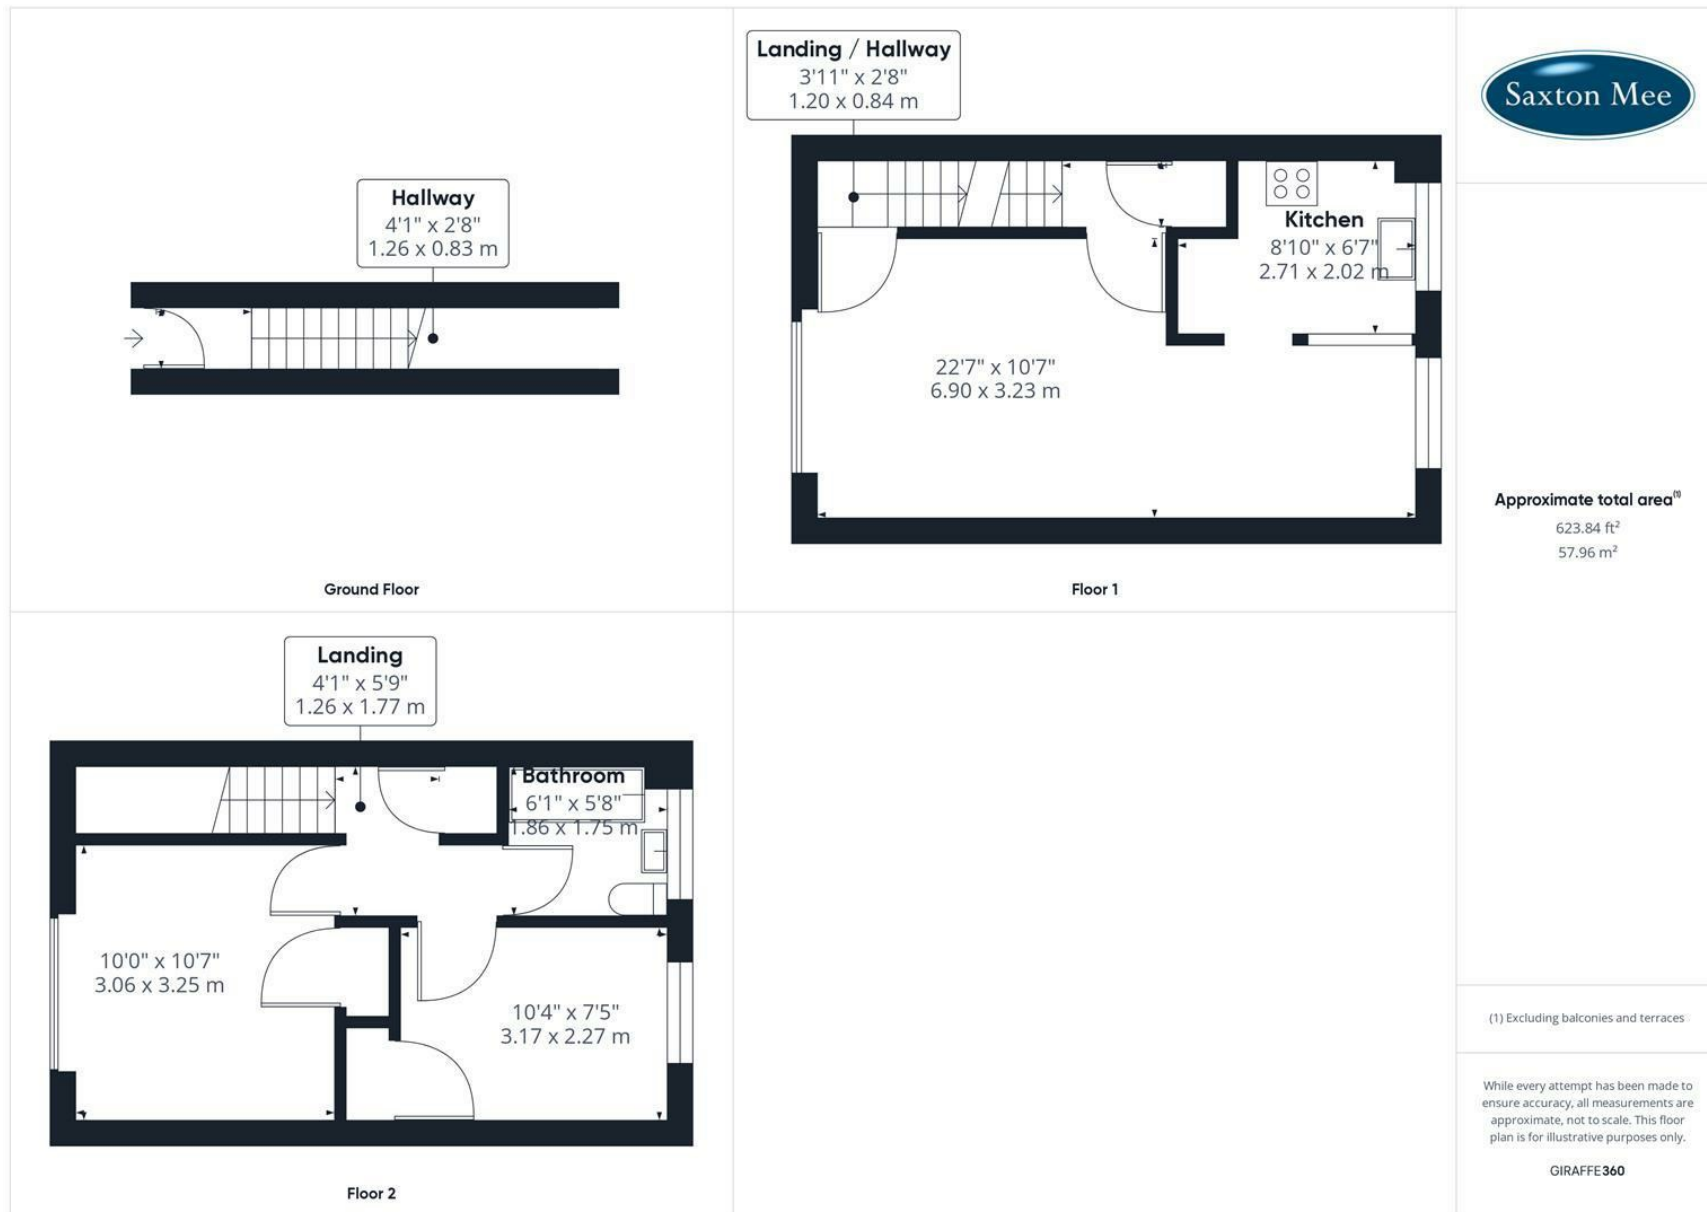 Hallway
4'1" x 2'8"
1.26 x 0.83 m
Ground Floor
Landing / Hallway
3'11" x 2'8"
1.20 x 0.84 m
Kitchen
8'10" x 6'7"
2.71 x 2.02 m
22'7" x 10'7"
6.90 x 3.23 m
Floor 1
Landing
4'1" x 5'9"
1.26 x 1.77 m
Bathroom
6'1" x 5'8"
1.86 x 1.75 m
10'0" x 10'7"
3.06 x 3.25 m
10'4" x 7'5"
3.17 x 2.27 m
Floor 2
Saxton Mee
Approximate total area(1)
623.84 ft²
57.96 m²
(1) Excluding balconies and terraces
While every attempt has been made to
ensure accuracy, all measurements are
approximate, not to scale. This floor
plan is for illustrative purposes only.
GIRAFFE360